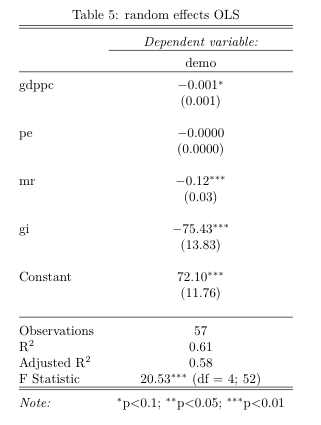 Table 5: random effects OLS
Dependent variable:
demo
gdppc −0.001*
(0.001)
pe −0.0000
(0.0000)
mr −0.12***
(0.03)
gi −75.43***
(13.83)
Constant 72.10***
(11.76)
Observations 57
R² 0.61
Adjusted R² 0.58
F Statistic 20.53*** (df = 4; 52)
Note: *p<0.1; **p<0.05; ***p<0.01